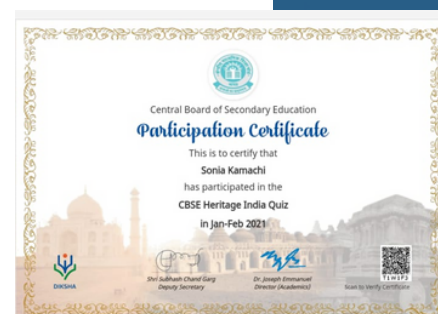 Central Board of Secondary Education
Participation Certificate
This is to certify that
Sonia Kamachi
has participated in the
CBSE Heritage India Quiz
in Jan-Feb 2021
DIKSHA
Shri Subhash Chand Garg
Deputy Secretary
Dr. Joseph Emmanuel
Director (Academics)
Scan to Verify Certificate